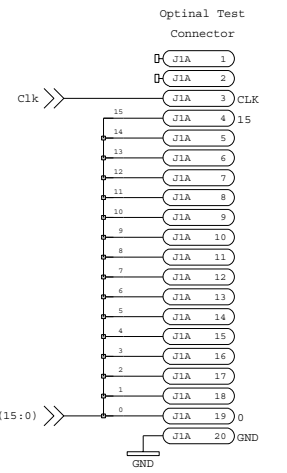 Optinal Test
Connector
J1A 1
J1A 2
Clk J1A 3 CLK
15 J1A 4 15
14 J1A 5
13 J1A 6
12 J1A 7
11 J1A 8
10 J1A 9
9 J1A 10
8 J1A 11
7 J1A 12
6 J1A 13
5 J1A 14
4 J1A 15
3 J1A 16
2 J1A 17
1 J1A 18
(15:0) 0 J1A 19 0
J1A 20 GND
GND